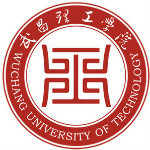 武昌理工学院
WUCHANG UNIVERSITY OF TECHNOLOGY